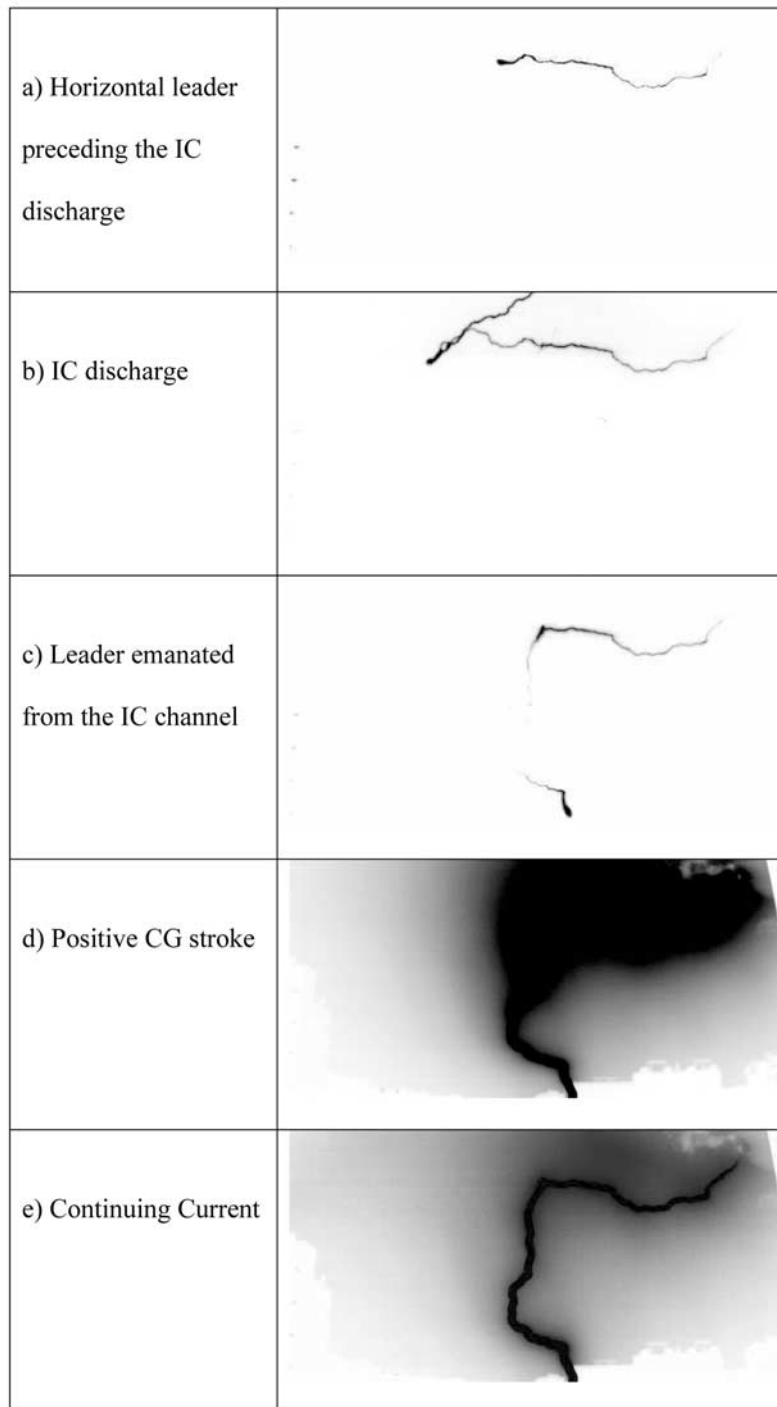 a) Horizontal leader
preceding the IC
discharge
b) IC discharge
c) Leader emanated
from the IC channel
d) Positive CG stroke
e) Continuing Current